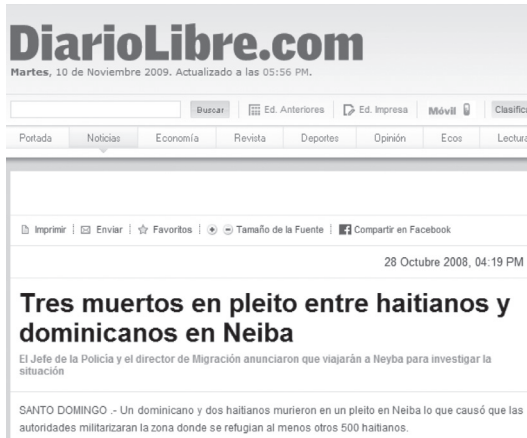 DiarioLibre.com
Martes, 10 de Noviembre 2009. Actualizado a las 05:56 PM.
Buscar Ed. Anteriores Ed. Impresa Móvil
Portada Noticias Economía Revista Deportes Opinión Ecos
Imprimir Enviar Favoritos Tamaño de la Fuente Compartir en Facebook
28 Octubre 2008, 04:19 PM
Tres muertos en pleito entre haitianos y
dominicanos en Neiba
El Jefe de la Policía y el director de Migración anunciaron que viajarán a Neyba para investigar la
situación
SANTO DOMINGO .- Un dominicano y dos haitianos murieron en un pleito en Neiba lo que causó que las
autoridades militarizaran la zona donde se refugian al menos otros 500 haitianos.